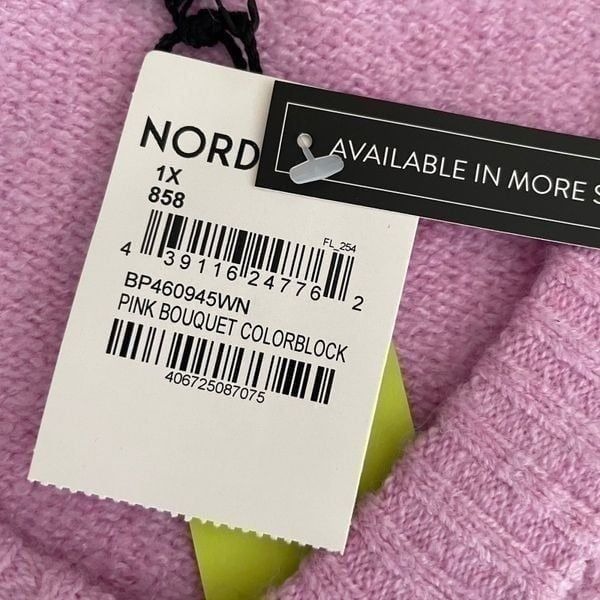 NORD
AVAILABLE IN MORE S
1X
858
FL_254
4 39116 24776 2
BP460945WN
PINK BOUQUET COLORBLOCK
406725087075